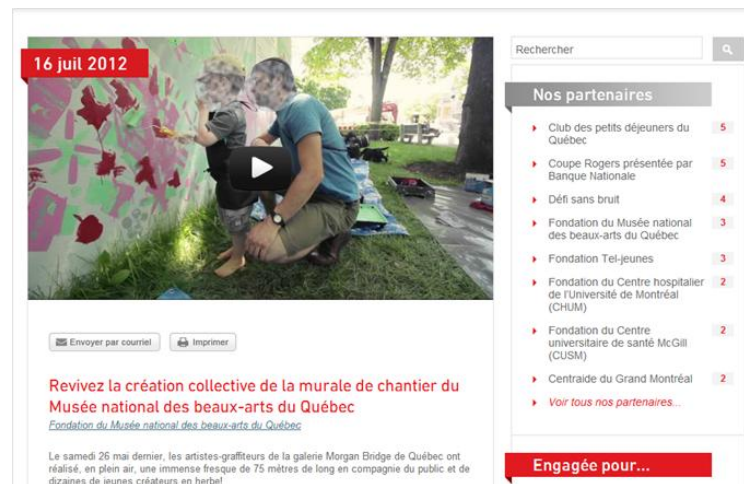 16 juil 2012
Envoyer par courriel
Imprimer
Revivez la création collective de la murale de chantier du
Musée national des beaux-arts du Québec
Fondation du Musée national des beaux-arts du Québec
Le samedi 26 mai dernier, les artistes-graffiteurs de la galerie Morgan Bridge de Québec ont
réalisé, en plein air, une immense fresque de 75 mètres de long en compagnie du public et de
dizaines de jeunes créateurs en herbe!
Rechercher
Nos partenaires
Club des petits déjeuners du 5
Québec
Coupe Rogers présentée par 5
Banque Nationale
Défi sans bruit 4
Fondation du Musée national 3
des beaux-arts du Québec
Fondation Tel-jeunes 3
Fondation du Centre hospitalier 2
de l'Université de Montréal
(CHUM)
Fondation du Centre 2
universitaire de santé McGill
(CUSM)
Centraide du Grand Montréal 2
Voir tous nos partenaires...
Engagée pour...